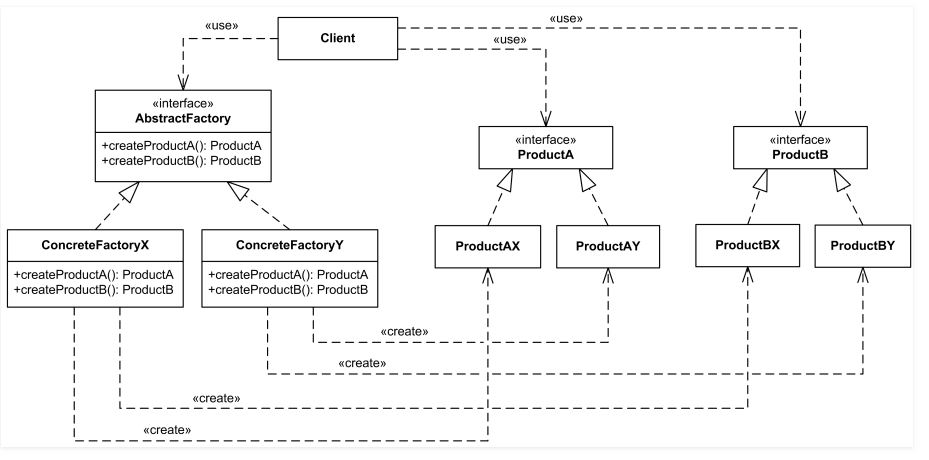 «use»
Client
«use»
«use»
«interface»
AbstractFactory
+createProductA(): ProductA
+createProductB(): ProductB
«interface»
ProductA
«interface»
ProductB
ConcreteFactoryX
+createProductA(): ProductA
+createProductB(): ProductB
ConcreteFactoryY
+createProductA(): ProductA
+createProductB(): ProductB
ProductAX
ProductAY
ProductBX
ProductBY
«create»
«create»
«create»
«create»